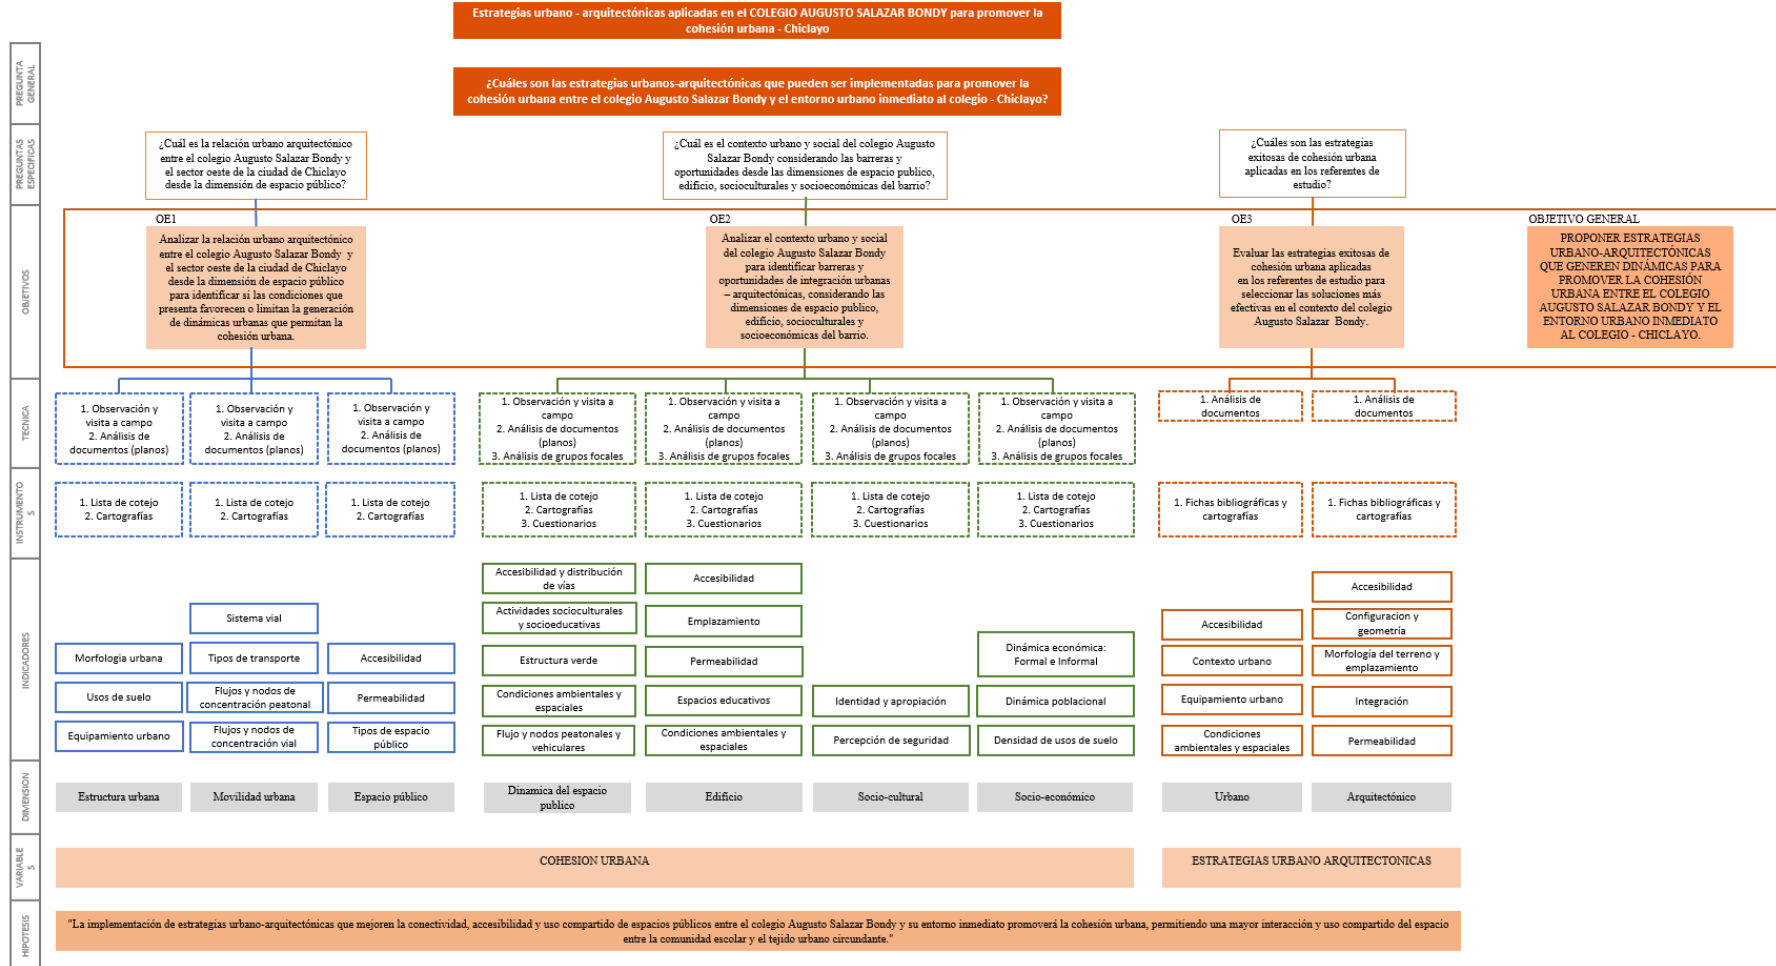 Estrategias urbano - arquitectónicas aplicadas en el COLEGIO AUGUSTO SALAZAR BONDY para promover la
cohesión urbana - Chiclayo
PREGUNTA
GENERAL
¿Cuáles son las estrategias urbanos-arquitectónicas que pueden ser implementadas para promover la
cohesión urbana entre el colegio Augusto Salazar Bondy y el entorno urbano inmediato al colegio - Chiclayo?
PREGUNTAS
ESPECIFICAS
¿Cuál es la relación urbano arquitectónico
entre el colegio Augusto Salazar Bondy y
el sector oeste de la ciudad de Chiclayo
desde la dimensión de espacio público?
¿Cuál es el contexto urbano y social del colegio Augusto
Salazar Bondy considerando las barreras y
oportunidades desde las dimensiones de espacio publico,
edificio, socioculturales y socioeconómicas del barrio?
¿Cuáles son las estrategias
exitosas de cohesión urbana
aplicadas en los referentes de
estudio?
OBJETIVOS
OE1
Analizar la relación urbano arquitectónico
entre el colegio Augusto Salazar Bondy y
el sector oeste de la ciudad de Chiclayo
desde la dimensión de espacio público
para identificar si las condiciones que
presenta favorecen o limitan la generación
de dinámicas urbanas que permitan la
cohesión urbana.
OE2
Analizar el contexto urbano y social
del colegio Augusto Salazar Bondy
para identificar barreras y
oportunidades de integración urbanas
– arquitectónicas, considerando las
dimensiones de espacio publico,
edificio, socioculturales y
socioeconómicas del barrio.
OE3
Evaluar las estrategias exitosas de
cohesión urbana aplicadas
en los referentes de estudio para
seleccionar las soluciones más
efectivas en el contexto del colegio
Augusto Salazar Bondy.
OBJETIVO GENERAL
PROPONER ESTRATEGIAS
URBANO-ARQUITECTÓNICAS
QUE GENEREN DINÁMICAS PARA
PROMOVER LA COHESIÓN
URBANA ENTRE EL COLEGIO
AUGUSTO SALAZAR BONDY Y EL
ENTORNO URBANO INMEDIATO
AL COLEGIO - CHICLAYO.
TECNICA
1. Observación y
visita a campo
2. Análisis de
documentos (planos)
1. Observación y
visita a campo
2. Análisis de
documentos (planos)
1. Observación y
visita a campo
2. Análisis de
documentos (planos)
1. Observación y visita a
campo
2. Análisis de documentos
(planos)
3. Análisis de grupos focales
1. Observación y visita a
campo
2. Análisis de documentos
(planos)
3. Análisis de grupos focales
1. Observación y visita a
campo
2. Análisis de documentos
(planos)
3. Análisis de grupos focales
1. Observación y visita a
campo
2. Análisis de documentos
(planos)
3. Análisis de grupos focales
1. Análisis de
documentos
1. Análisis de
documentos
INSTRUMENTO
S
1. Lista de cotejo
2. Cartografías
1. Lista de cotejo
2. Cartografías
1. Lista de cotejo
2. Cartografías
1. Lista de cotejo
2. Cartografías
3. Cuestionarios
1. Lista de cotejo
2. Cartografías
3. Cuestionarios
1. Lista de cotejo
2. Cartografías
3. Cuestionarios
1. Lista de cotejo
2. Cartografías
3. Cuestionarios
1. Fichas bibliográficas y
cartografías
1. Fichas bibliográficas y
cartografías
INDICADORES
Morfologia urbana
Usos de suelo
Equipamiento urbano
Sistema vial
Tipos de transporte
Flujos y nodos de
concentración peatonal
Flujos y nodos de
concentración vial
Accesibilidad
Permeabilidad
Tipos de espacio
público
Accesibilidad y distribución
de vías
Actividades socioculturales
y socioeducativas
Estructura verde
Condiciones ambientales y
espaciales
Flujo y nodos peatonales y
vehiculares
Accesibilidad
Emplazamiento
Permeabilidad
Espacios educativos
Condiciones ambientales y
espaciales
Identidad y apropiación
Percepción de seguridad
Dinámica económica:
Formal e Informal
Dinámica poblacional
Densidad de usos de suelo
Accesibilidad
Contexto urbano
Equipamiento urbano
Condiciones
ambientales y espaciales
Accesibilidad
Configuracion y
geometría
Morfología del terreno y
emplazamiento
Integración
Permeabilidad
DIMENSION
Estructura urbana
Movilidad urbana
Espacio público
Dinamica del espacio
publico
Edificio
Socio-cultural
Socio-económico
Urbano
Arquitectónico
VARIABLE
S
COHESION URBANA
ESTRATEGIAS URBANO ARQUITECTONICAS
HIPOTESIS
"La implementación de estrategias urbano-arquitectónicas que mejoren la conectividad, accesibilidad y uso compartido de espacios públicos entre el colegio Augusto Salazar Bondy y su entorno inmediato promoverá la cohesión urbana, permitiendo una mayor interacción y uso compartido del espacio
entre la comunidad escolar y el tejido urbano circundante."